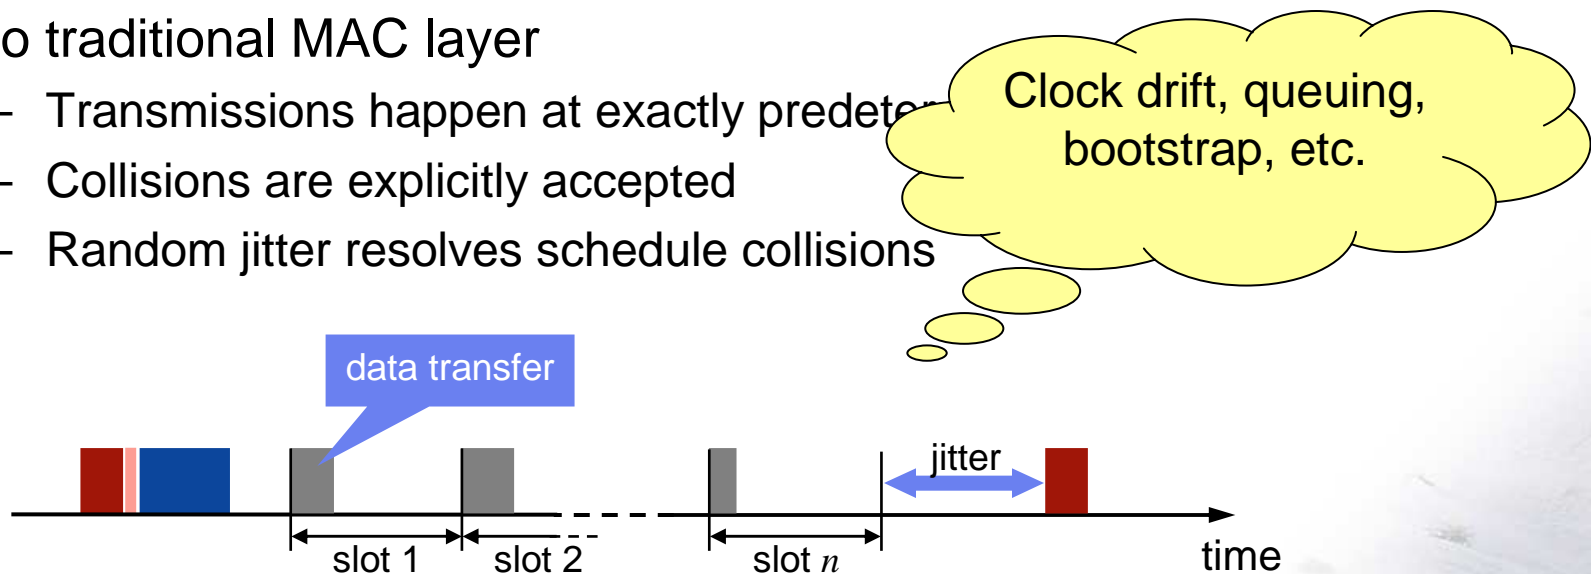 o traditional MAC layer
- Transmissions happen at exactly predeter
- Collisions are explicitly accepted
- Random jitter resolves schedule collisions
Clock drift, queuing,
bootstrap, etc.
data transfer
jitter
slot 1
slot 2
slot n
time